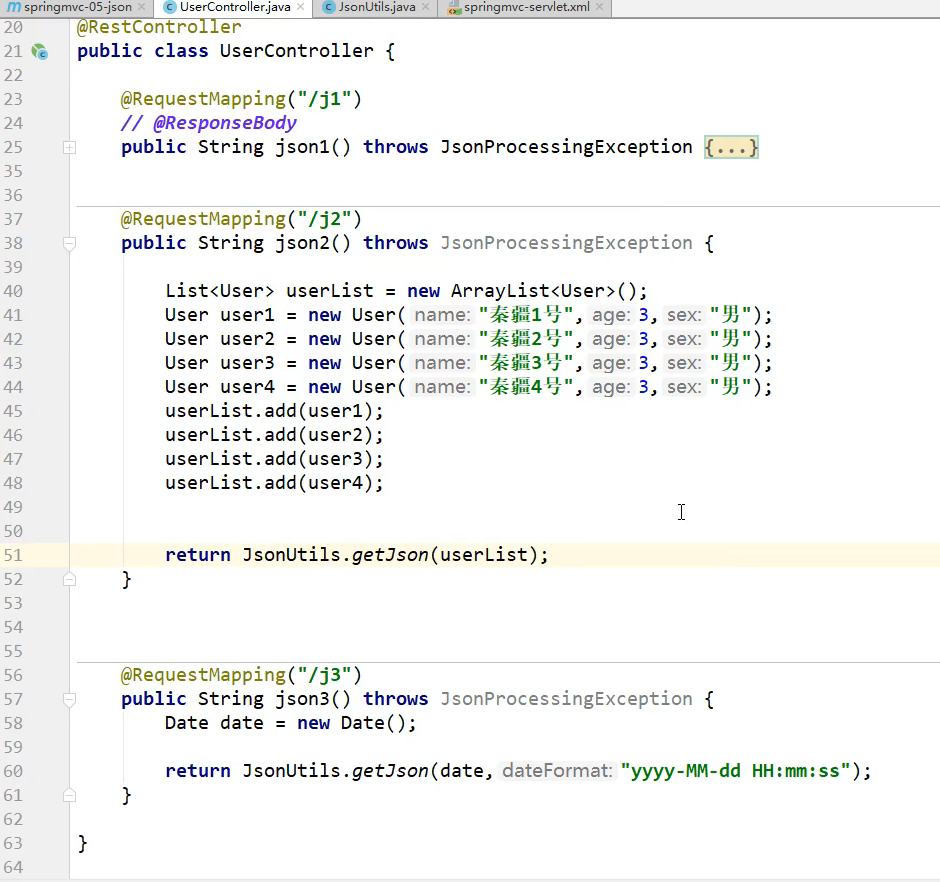 springmvc-05-json × UserController.java × JsonUtils.java × springmvc-servlet.xml ×
20 @RestController
21 public class UserController {
22
23 @RequestMapping("/j1")
24 // @ResponseBody
25 public String json1() throws JsonProcessingException {...}
35
36
37 @RequestMapping("/j2")
38 public String json2() throws JsonProcessingException {
39
40 List<User> userList = new ArrayList<User>();
41 User user1 = new User( name: "秦疆1号", age: 3, sex: "男");
42 User user2 = new User( name: "秦疆2号", age: 3, sex: "男");
43 User user3 = new User( name: "秦疆3号", age: 3, sex: "男");
44 User user4 = new User( name: "秦疆4号", age: 3, sex: "男");
45 userList.add(user1);
46 userList.add(user2);
47 userList.add(user3);
48 userList.add(user4);
49
50
51 return JsonUtils.getJson(userList);
52 }
53
54
55
56 @RequestMapping("/j3")
57 public String json3() throws JsonProcessingException {
58 Date date = new Date();
59
60 return JsonUtils.getJson(date, dateFormat: "yyyy-MM-dd HH:mm:ss");
61 }
62
63 }
64